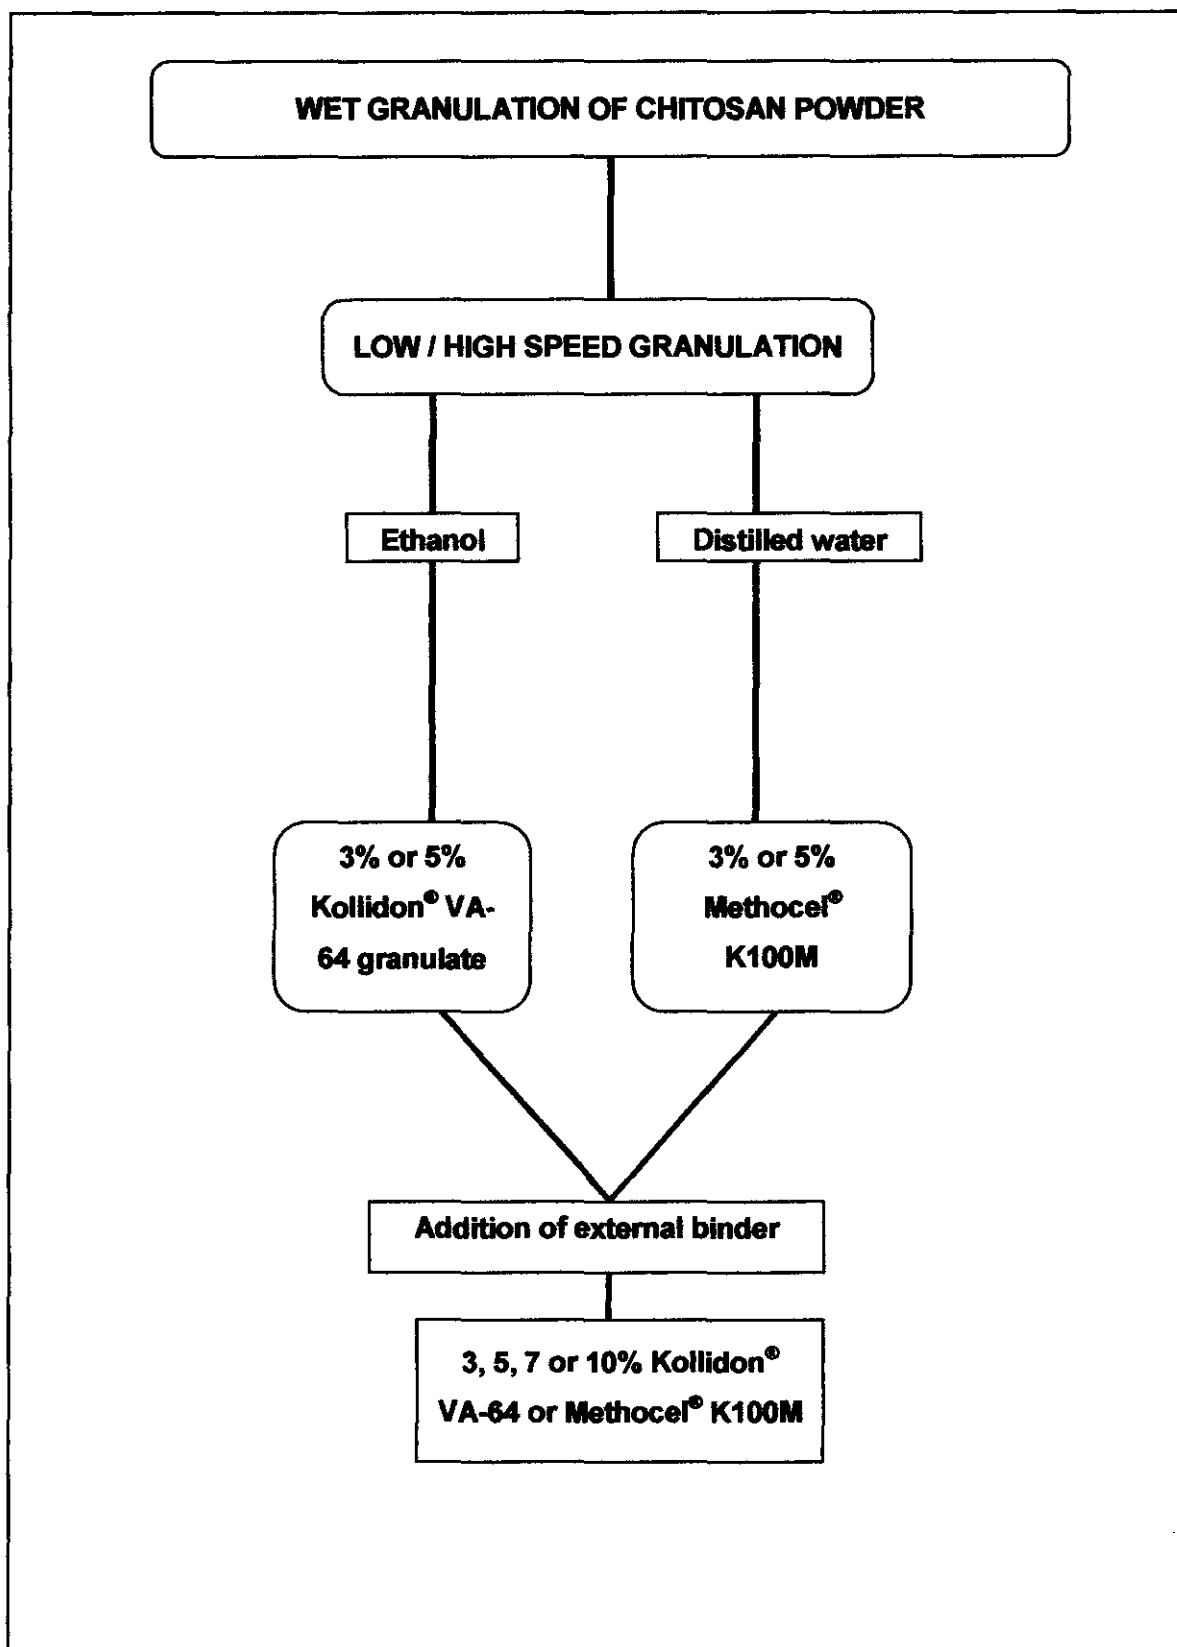 WET GRANULATION OF CHITOSAN POWDER
LOW / HIGH SPEED GRANULATION
Ethanol
Distilled water
3% or 5%
Kollidon® VA-
64 granulate
3% or 5%
Methocel®
K100M
Addition of external binder
3, 5, 7 or 10% Kollidon®
VA-64 or Methocel® K100M